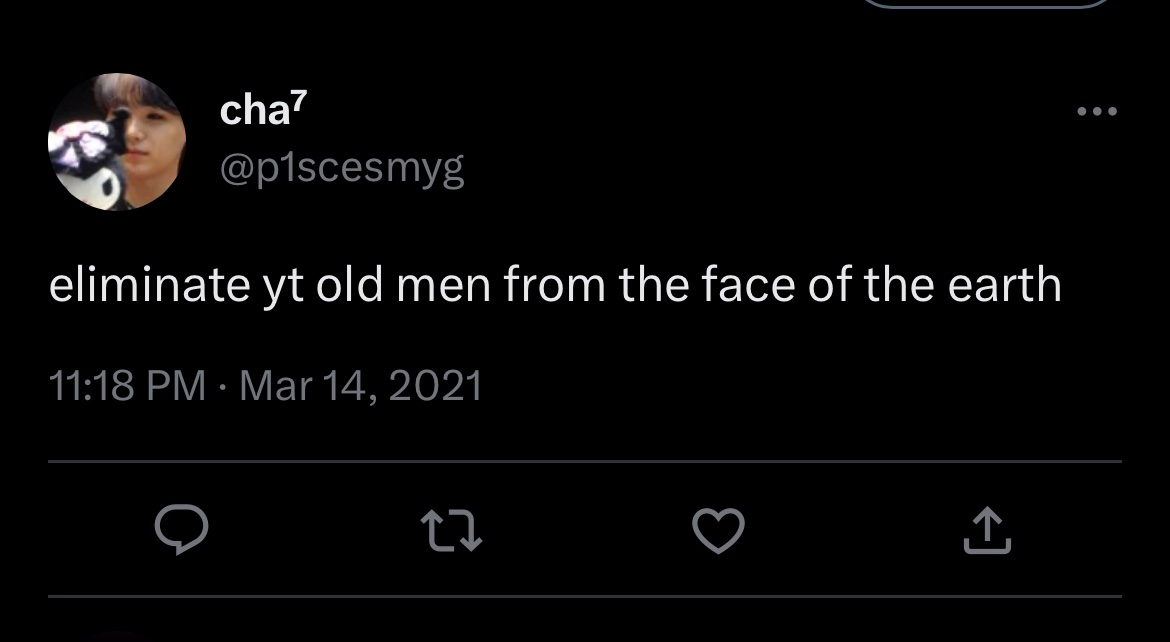 cha⁷
@p1scesmyg
eliminate yt old men from the face of the earth
11:18 PM · Mar 14, 2021